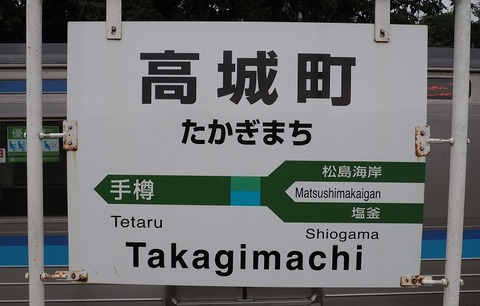 高城町
たかぎまち
松島海岸
手樽
Matsushimakaigan
塩釜
Tetaru
Shiogama
Takagimachi
優